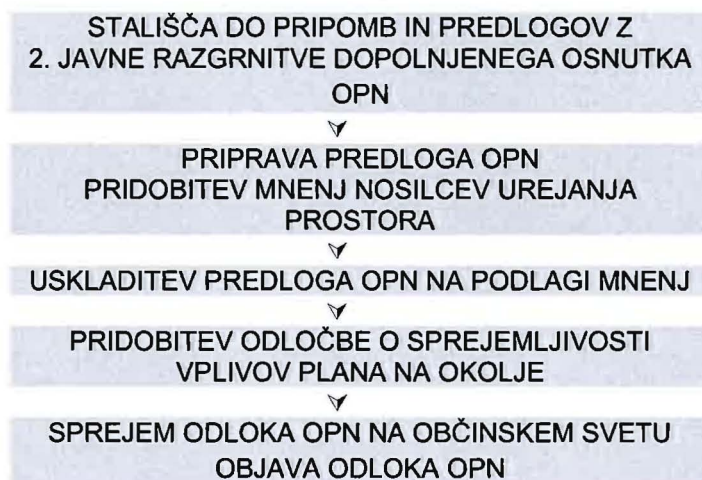 STALIŠČA DO PRIPOMB IN PREDLOGOV Z
2. JAVNE RAZGRNITVE DOPOLNJENEGA OSNUTKA
OPN
PRIPRAVA PREDLOGA OPN
PRIDOBITEV MNENJ NOSILCEV UREJANJA
PROSTORA
USKLADITEV PREDLOGA OPN NA PODLAGI MNENJ
PRIDOBITEV ODLOČBE O SPREJEMLJIVOSTI
VPLIVOV PLANA NA OKOLJE
SPREJEM ODLOKA OPN NA OBČINSKEM SVETU
OBJAVA ODLOKA OPN